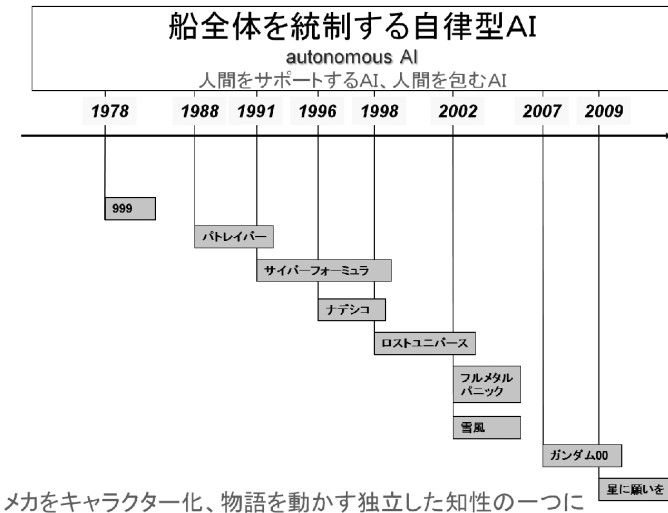 船全体を統制する自律型AI
autonomous AI
人間をサポートするAI、人間を包むAI
1978 1988 1991 1996 1998 2002 2007 2009
999
パトレイバー
サイバーフォーミュラ
ナデシコ
ロストユニバース
フルメタル
パニック
雪風
ガンダム00
星に願いを
メカをキャラクター化、物語を動かす独立した知性の一つに